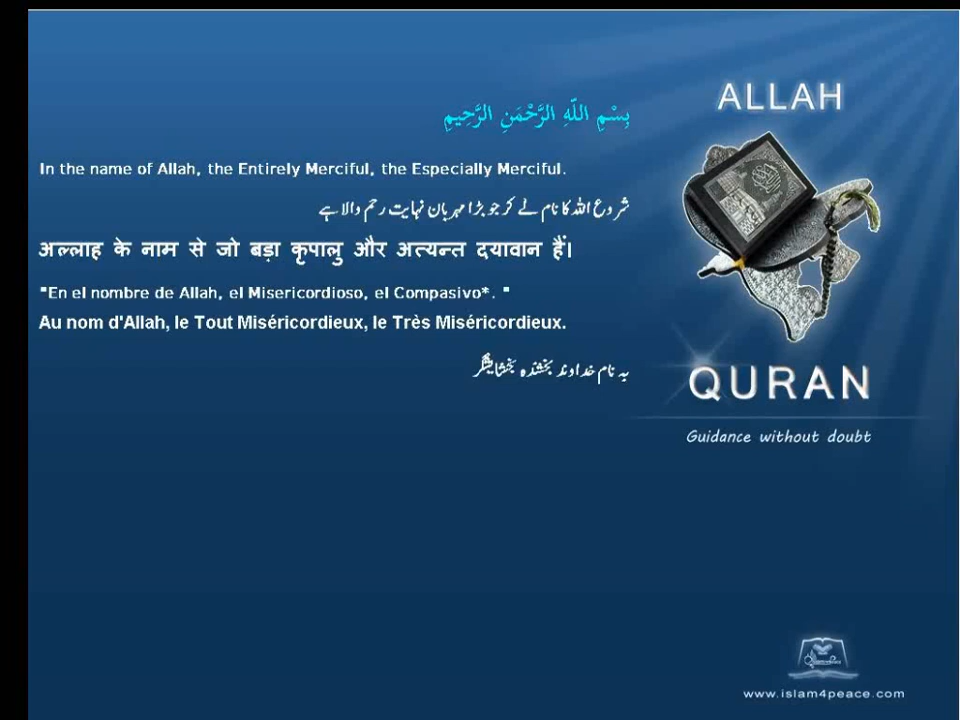 بِسْمِ اللّهِ الرَّحْمَنِ الرَّحِيمِ
In the name of Allah, the Entirely Merciful, the Especially Merciful.
شروع الله کا نام لے کر جو بڑا مہربان نہایت رحم والا ہے
अल्लाह के नाम से जो बड़ा कृपालु और अत्यन्त दयावान हैं।
"En el nombre de Allah, el Misericordioso, el Compasivo*. "
Au nom d'Allah, le Tout Miséricordieux, le Très Miséricordieux.
به نام خداوند بخشنده بخشایشگر
ALLAH
QURAN
Guidance without doubt
www.islam4peace.com